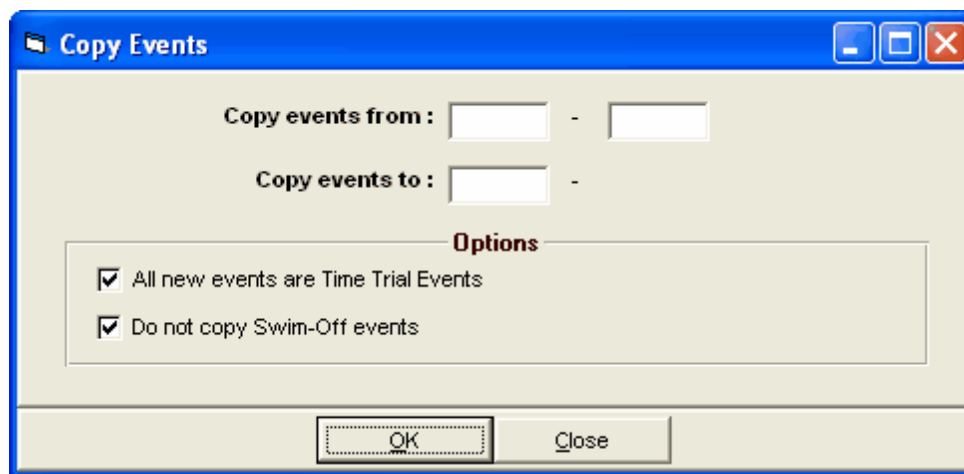 Copy Events
Copy events from : -
Copy events to : -
Options
All new events are Time Trial Events
Do not copy Swim-Off events
OK Close